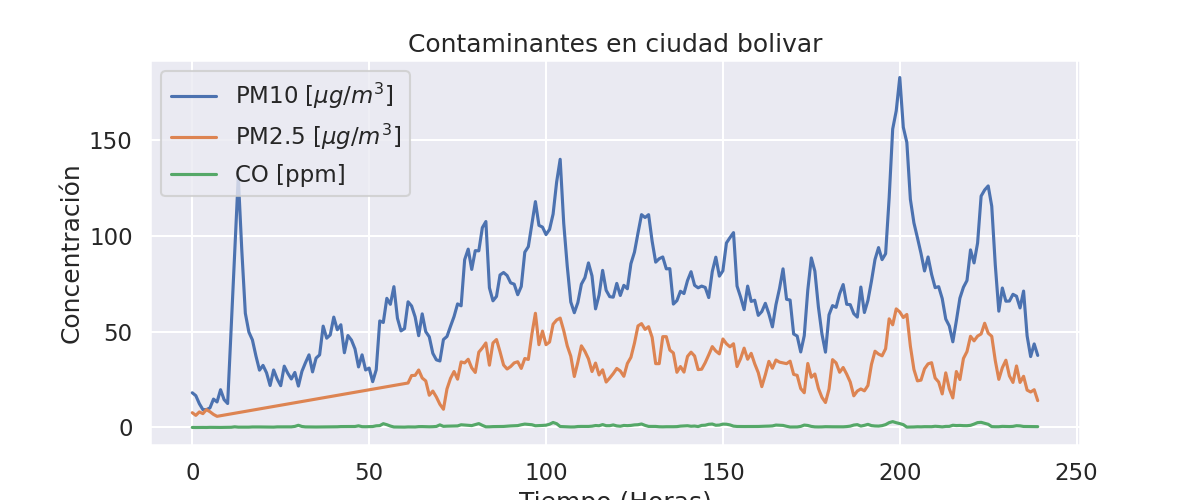 Contaminantes en ciudad bolivar
PM10 [μg/m³]
PM2.5 [μg/m³]
CO [ppm]
Concentración
150
100
50
0
0 50 100 150 200 250
Tiempo (Horas)